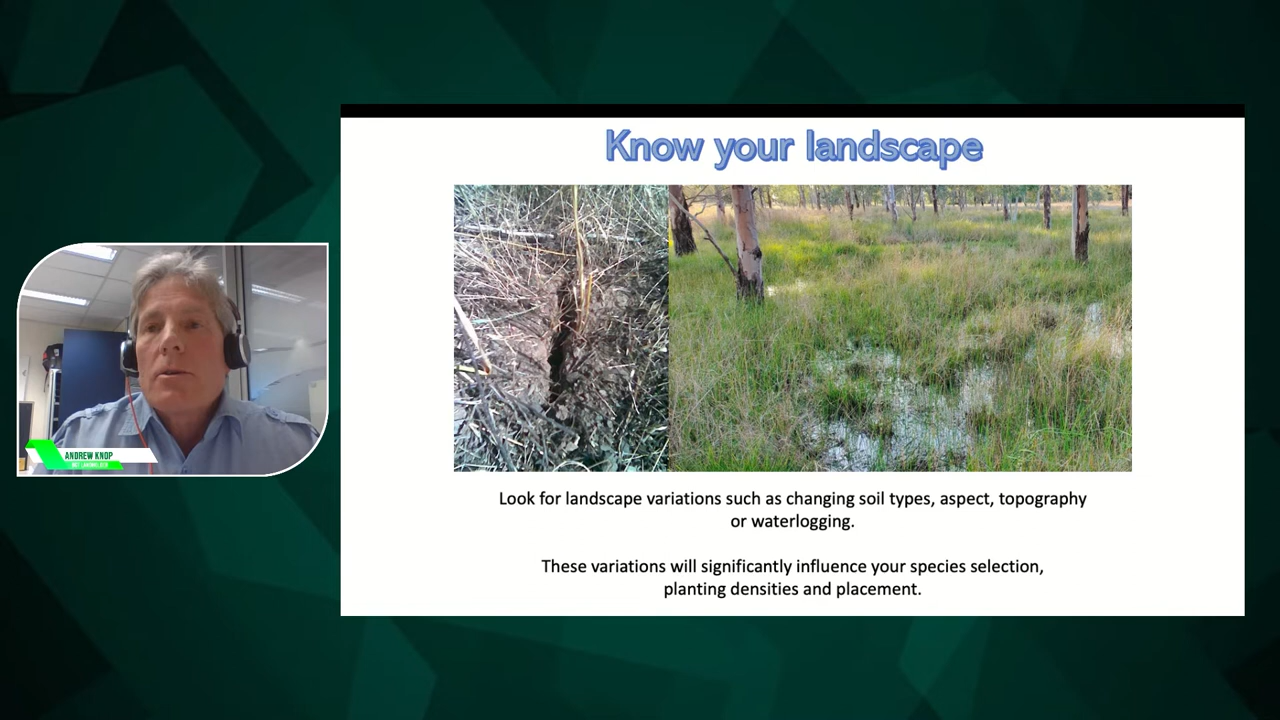 Know your landscape
Look for landscape variations such as changing soil types, aspect, topography
or waterlogging.
These variations will significantly influence your species selection,
planting densities and placement.
ANDREW KNOP